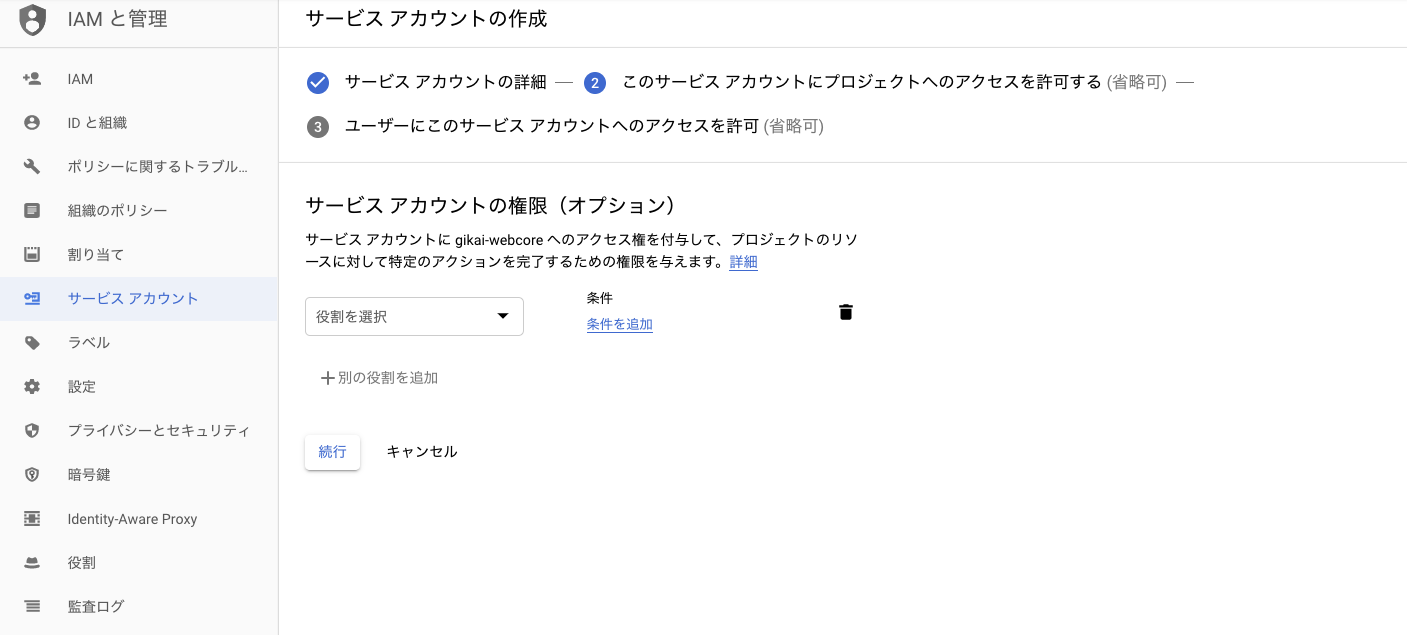 IAM と管理
サービス アカウントの作成
IAM
ID と組織
ポリシーに関するトラブル...
組織のポリシー
割り当て
サービス アカウント
ラベル
設定
プライバシーとセキュリティ
暗号鍵
Identity-Aware Proxy
役割
監査ログ
サービス アカウントの詳細 — 2 このサービス アカウントにプロジェクトへのアクセスを許可する (省略可) —
3 ユーザーにこのサービス アカウントへのアクセスを許可 (省略可)
サービス アカウントの権限（オプション）
サービス アカウントに gikai-webcore へのアクセス権を付与して、プロジェクトのリソ
ースに対して特定のアクションを完了するための権限を与えます。詳細
役割を選択
条件
条件を追加
＋別の役割を追加
続行 キャンセル